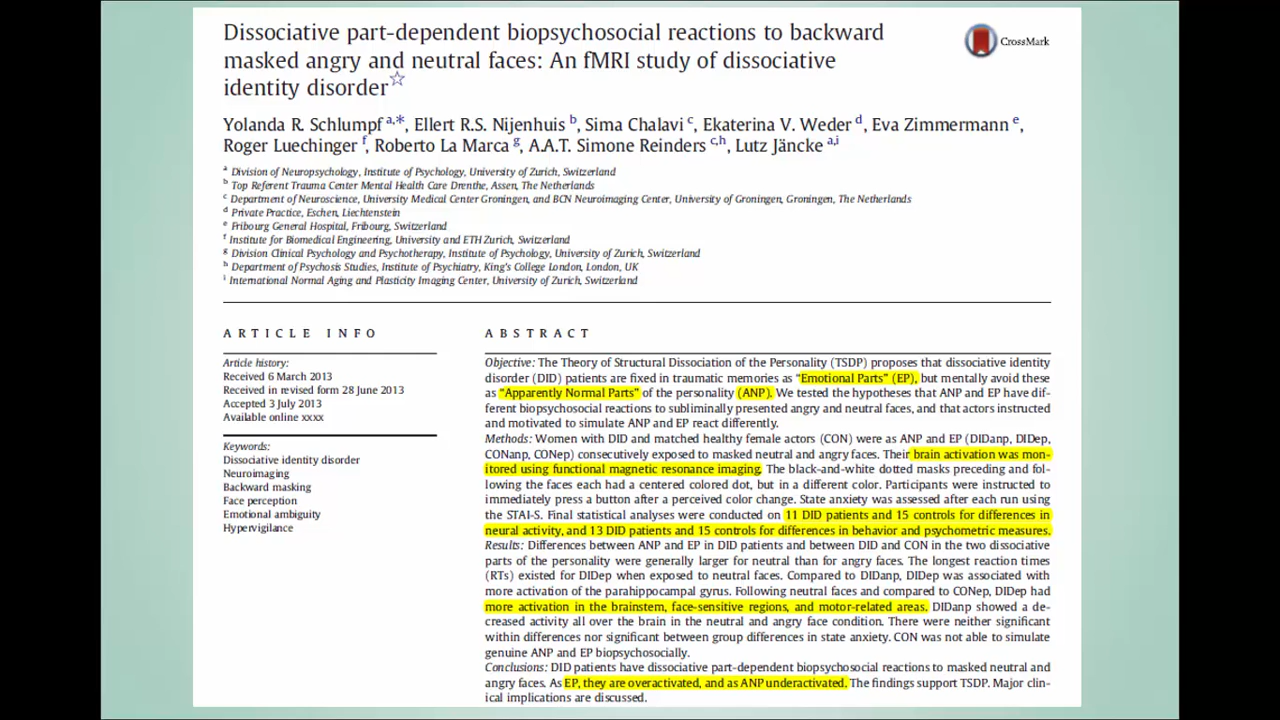 Dissociative part-dependent biopsychosocial reactions to backward
masked angry and neutral faces: An fMRI study of dissociative
identity disorder☆
CrossMark
Yolanda R. Schlumpf a,*, Ellert R.S. Nijenhuis b, Sima Chalavi c, Ekaterina V. Weder d, Eva Zimmermann e,
Roger Luechinger f, Roberto La Marca g, A.A.T. Simone Reinders c,h, Lutz Jäncke a,i
a Division of Neuropsychology, Institute of Psychology, University of Zurich, Switzerland
b Top Referent Trauma Center Mental Health Care Drenthe, Assen, The Netherlands
c Department of Neuroscience, University Medical Center Groningen, and BCN Neuroimaging Center, University of Groningen, Groningen, The Netherlands
d Private Practice, Eschen, Liechtenstein
e Fribourg General Hospital, Fribourg, Switzerland
f Institute for Biomedical Engineering, University and ETH Zurich, Switzerland
g Division Clinical Psychology and Psychotherapy, Institute of Psychology, University of Zurich, Switzerland
h Department of Psychosis Studies, Institute of Psychiatry, King's College London, London, UK
i International Normal Aging and Plasticity Imaging Center, University of Zurich, Switzerland
ARTICLE INFO
Article history:
Received 6 March 2013
Received in revised form 28 June 2013
Accepted 3 July 2013
Available online xxxx
Keywords:
Dissociative identity disorder
Neuroimaging
Backward masking
Face perception
Emotional ambiguity
Hypervigilance
ABSTRACT
Objective: The Theory of Structural Dissociation of the Personality (TSDP) proposes that dissociative identity
disorder (DID) patients are fixed in traumatic memories as "Emotional Parts" (EP), but mentally avoid these
as "Apparently Normal Parts" of the personality (ANP). We tested the hypotheses that ANP and EP have dif-
ferent biopsychosocial reactions to subliminally presented angry and neutral faces, and that actors instructed
and motivated to simulate ANP and EP react differently.
Methods: Women with DID and matched healthy female actors (CON) were as ANP and EP (DIDanp, DIDep,
CONanp, CONep) consecutively exposed to masked neutral and angry faces. Their brain activation was mon-
itored using functional magnetic resonance imaging. The black-and-white dotted masks preceding and fol-
lowing the faces each had a centered colored dot, but in a different color. Participants were instructed to
immediately press a button after a perceived color change. State anxiety was assessed after each run using
the STAI-S. Final statistical analyses were conducted on 11 DID patients and 15 controls for differences in
neural activity, and 13 DID patients and 15 controls for differences in behavior and psychometric measures.
Results: Differences between ANP and EP in DID patients and between DID and CON in the two dissociative
parts of the personality were generally larger for neutral than for angry faces. The longest reaction times
(RTs) existed for DIDep when exposed to neutral faces. Compared to DIDanp, DIDep was associated with
more activation of the parahippocampal gyrus. Following neutral faces and compared to CONep, DIDep had
more activation in the brainstem, face-sensitive regions, and motor-related areas. DIDanp showed a de-
creased activity all over the brain in the neutral and angry face condition. There were neither significant
within differences nor significant between group differences in state anxiety. CON was not able to simulate
genuine ANP and EP biopsychosocially.
Conclusions: DID patients have dissociative part-dependent biopsychosocial reactions to masked neutral and
angry faces. As EP, they are overactivated, and as ANP underactivated. The findings support TSDP. Major clin-
ical implications are discussed.